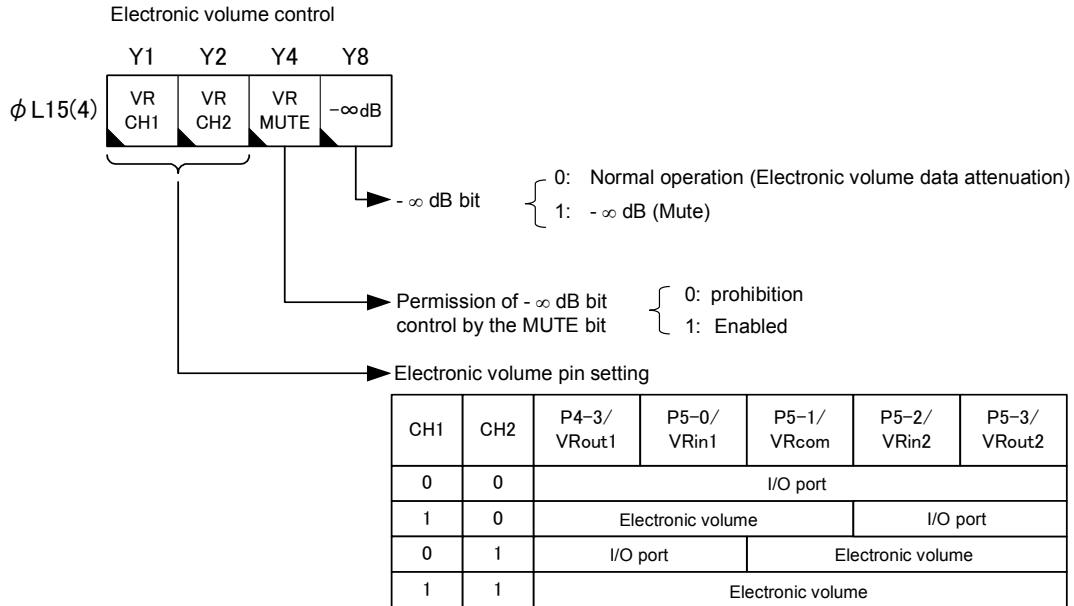 Electronic volume control
Y1 Y2 Y4 Y8
φL15(4)
VR CH1
VR CH2
VR MUTE
-∞dB
- ∞ dB bit
0: Normal operation (Electronic volume data attenuation)
1: - ∞ dB (Mute)
Permission of - ∞ dB bit
control by the MUTE bit
0: prohibition
1: Enabled
Electronic volume pin setting
CH1 CH2 P4-3/ VRout1 P5-0/ VRin1 P5-1/ VRcom P5-2/ VRin2 P5-3/ VRout2
0 0 I/O port
1 0 Electronic volume I/O port
0 1 I/O port Electronic volume
1 1 Electronic volume